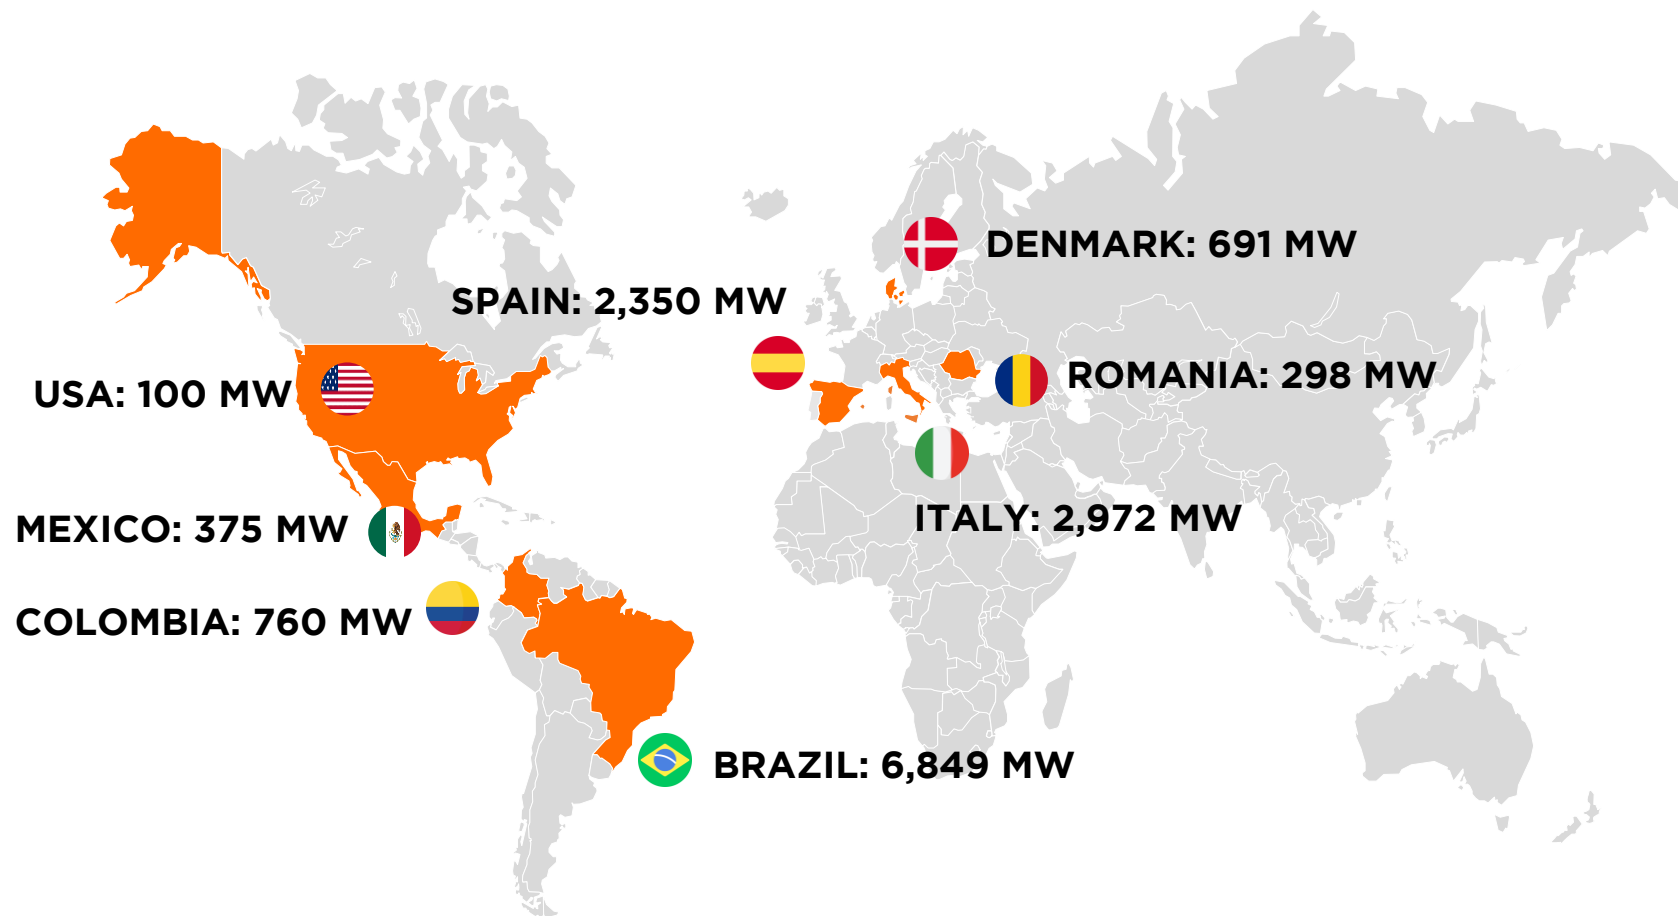 DENMARK: 691 MW
SPAIN: 2,350 MW
ROMANIA: 298 MW
USA: 100 MW
ITALY: 2,972 MW
MEXICO: 375 MW
COLOMBIA: 760 MW
BRAZIL: 6,849 MW